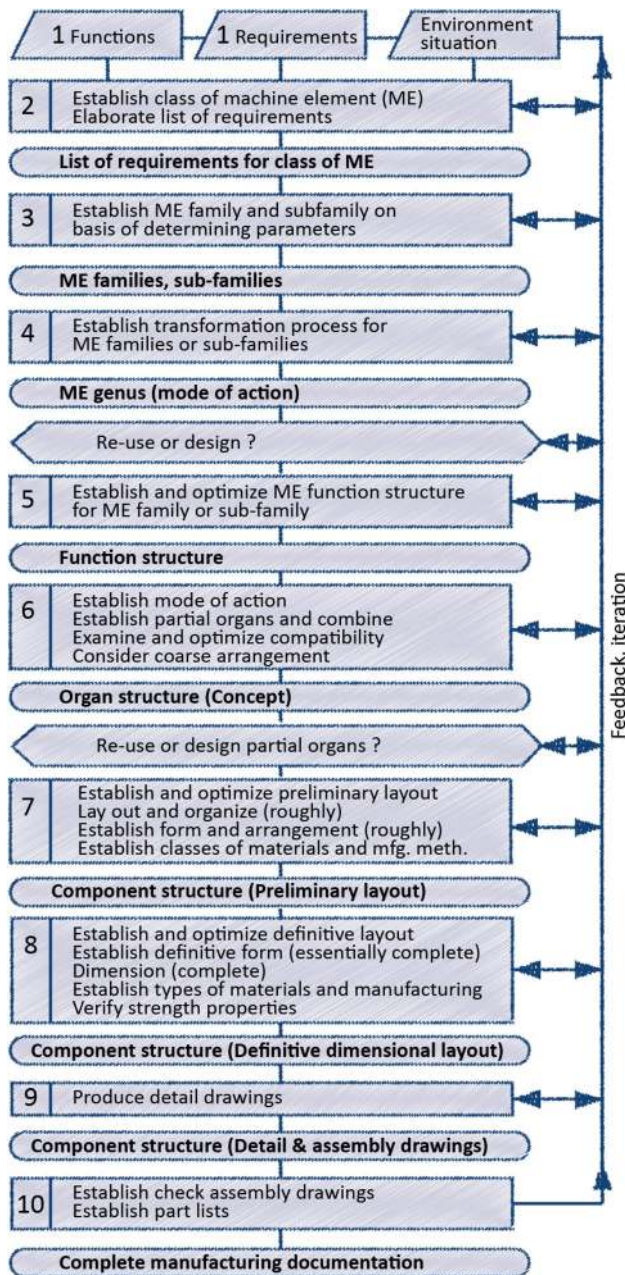 1 Functions
1 Requirements
Environment
situation
2
Establish class of machine element (ME)
Elaborate list of requirements
List of requirements for class of ME
3
Establish ME family and subfamily on
basis of determining parameters
ME families, sub-families
4
Establish transformation process for
ME families or sub-families
ME genus (mode of action)
Re-use or design ?
5
Establish and optimize ME function structure
for ME family or sub-family
Function structure
6
Establish mode of action
Establish partial organs and combine
Examine and optimize compatibility
Consider coarse arrangement
Organ structure (Concept)
Re-use or design partial organs ?
7
Establish and optimize preliminary layout
Lay out and organize (roughly)
Establish form and arrangement (roughly)
Establish classes of materials and mfg. meth.
Component structure (Preliminary layout)
8
Establish and optimize definitive layout
Establish definitive form (essentially complete)
Dimension (complete)
Establish types of materials and manufacturing
Verify strength properties
Component structure (Definitive dimensional layout)
9
Produce detail drawings
Component structure (Detail & assembly drawings)
10
Establish check assembly drawings
Establish part lists
Complete manufacturing documentation
Feedback, iteration